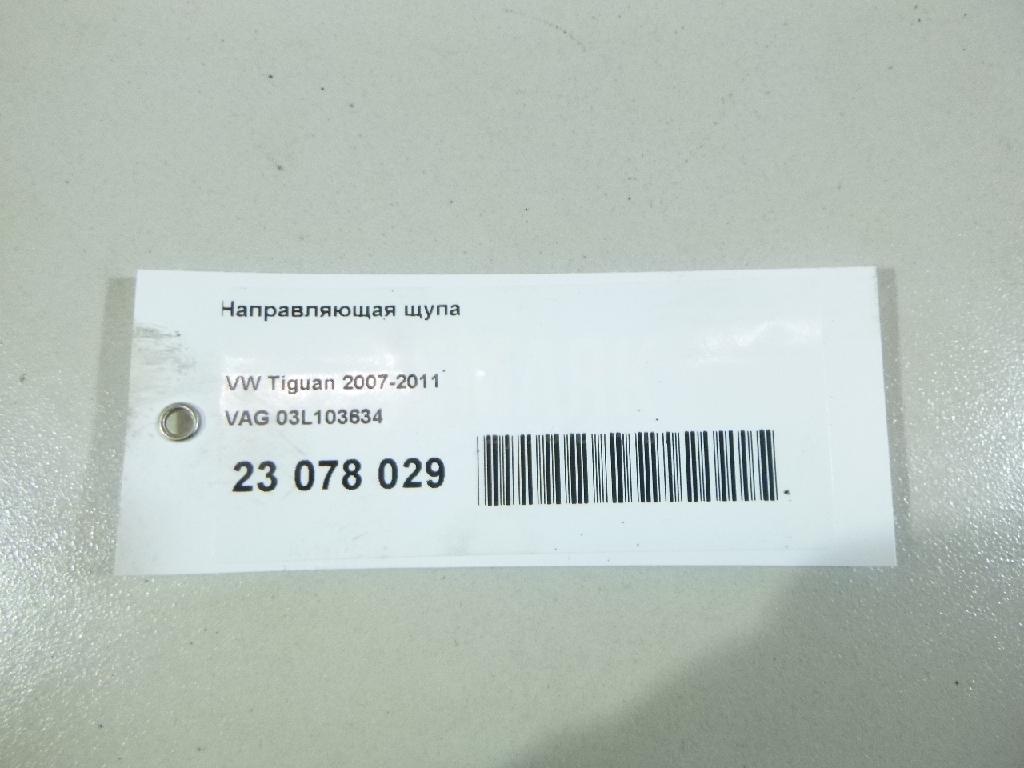 Направляющая щупа
VW Tiguan 2007-2011
VAG 03L103634
23 078 029